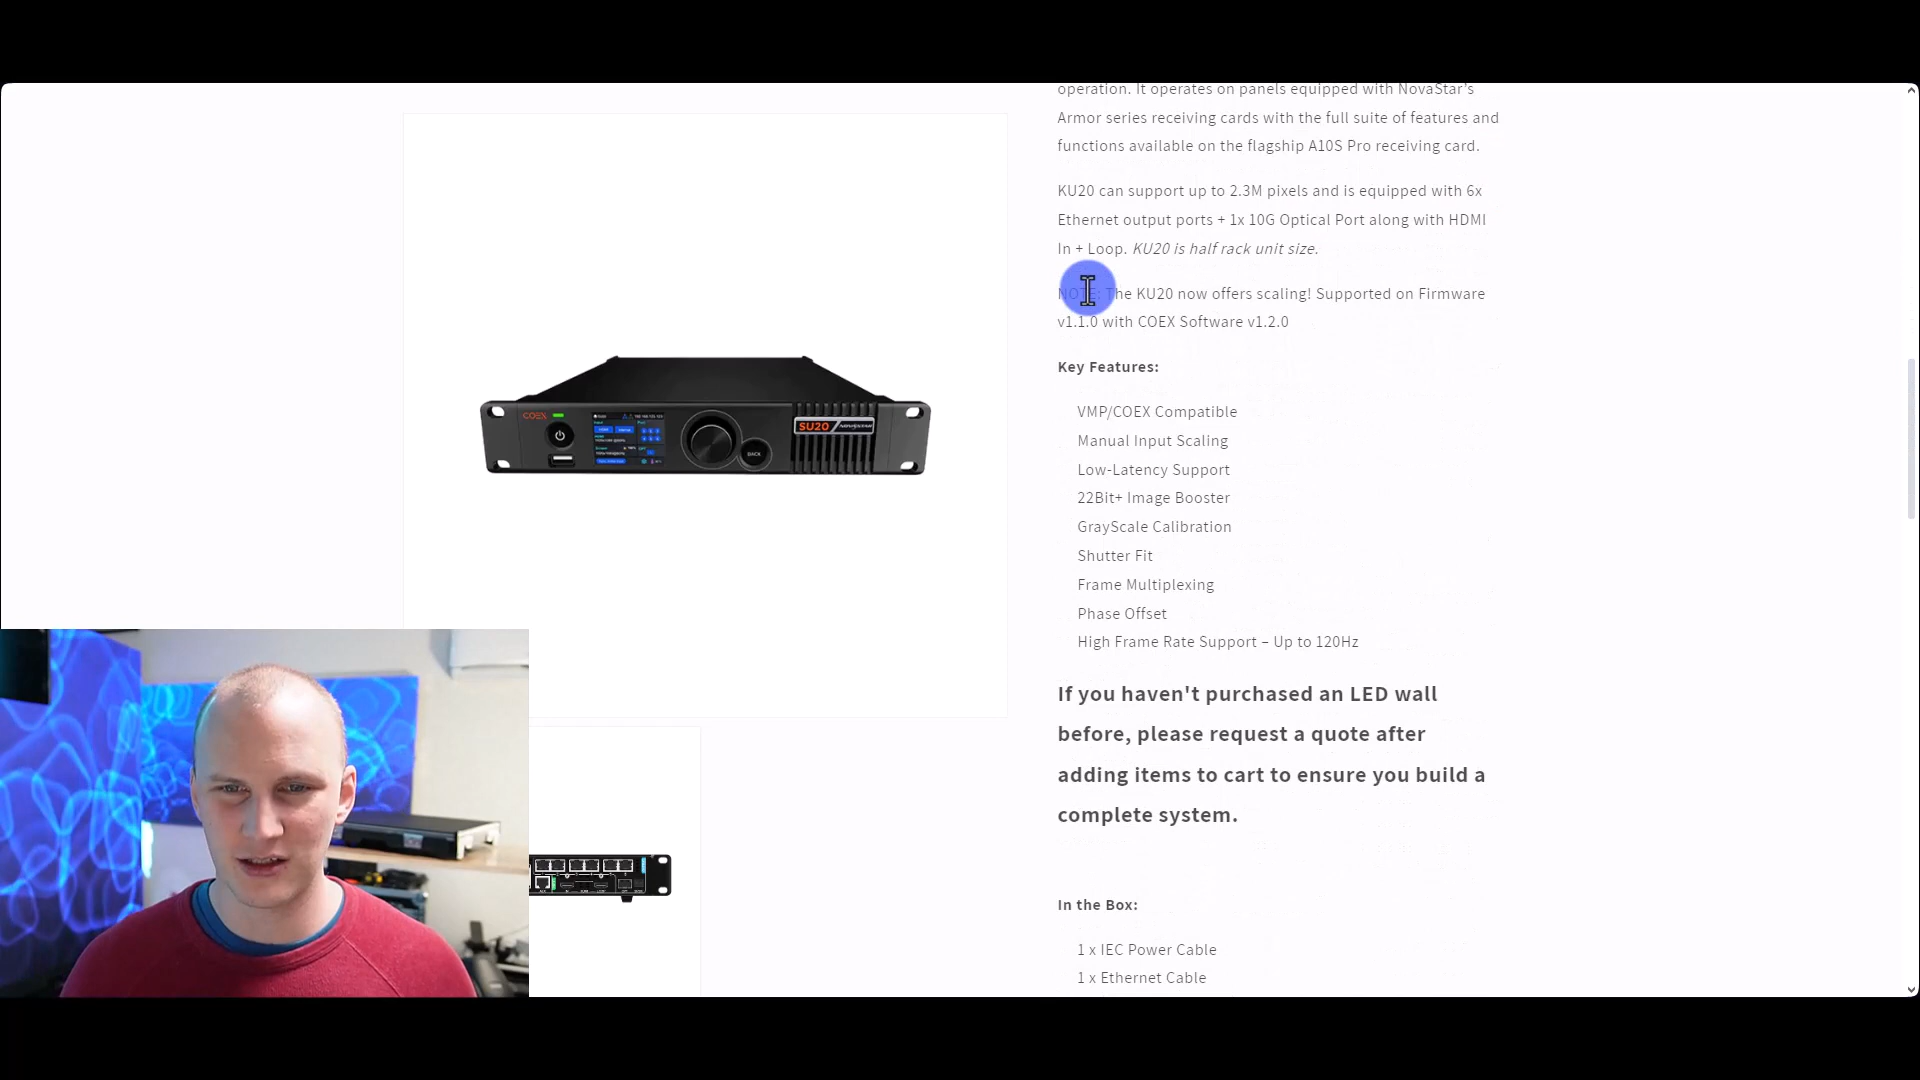 operation. It operates on panels equipped with NovaStar's
Armor series receiving cards with the full suite of features and
functions available on the flagship A10S Pro receiving card.
KU20 can support up to 2.3M pixels and is equipped with 6x
Ethernet output ports + 1x 10G Optical Port along with HDMI
In + Loop. KU20 is half rack unit size.
NOTE: The KU20 now offers scaling! Supported on Firmware
v1.1.0 with COEX Software v1.2.0
Key Features:
VMP/COEX Compatible
Manual Input Scaling
Low-Latency Support
22Bit+ Image Booster
GrayScale Calibration
Shutter Fit
Frame Multiplexing
Phase Offset
High Frame Rate Support – Up to 120Hz
If you haven't purchased an LED wall
before, please request a quote after
adding items to cart to ensure you build a
complete system.
In the Box:
1 x IEC Power Cable
1 x Ethernet Cable
COEX
SU20 NOVASTAR
BACK